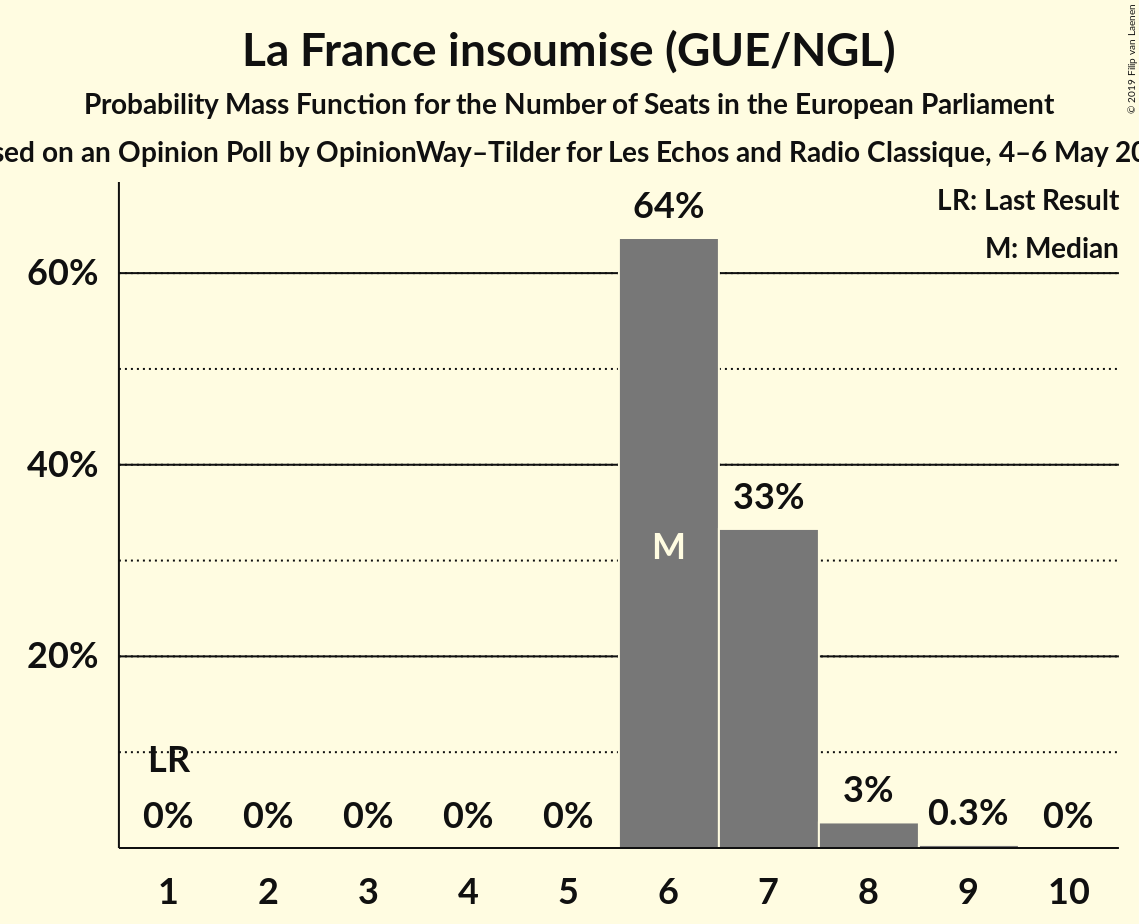 La France insoumise (GUE/NGL)
Probability Mass Function for the Number of Seats in the European Parliament
sed on an Opinion Poll by OpinionWay–Tilder for Les Echos and Radio Classique, 4–6 May 20
© 2019 Filip van Laenen
LR: Last Result
M: Median
60%
40%
20%
LR
0%
0%
0%
0%
0%
64%
M
33%
3%
0.3%
0%
1
2
3
4
5
6
7
8
9
10